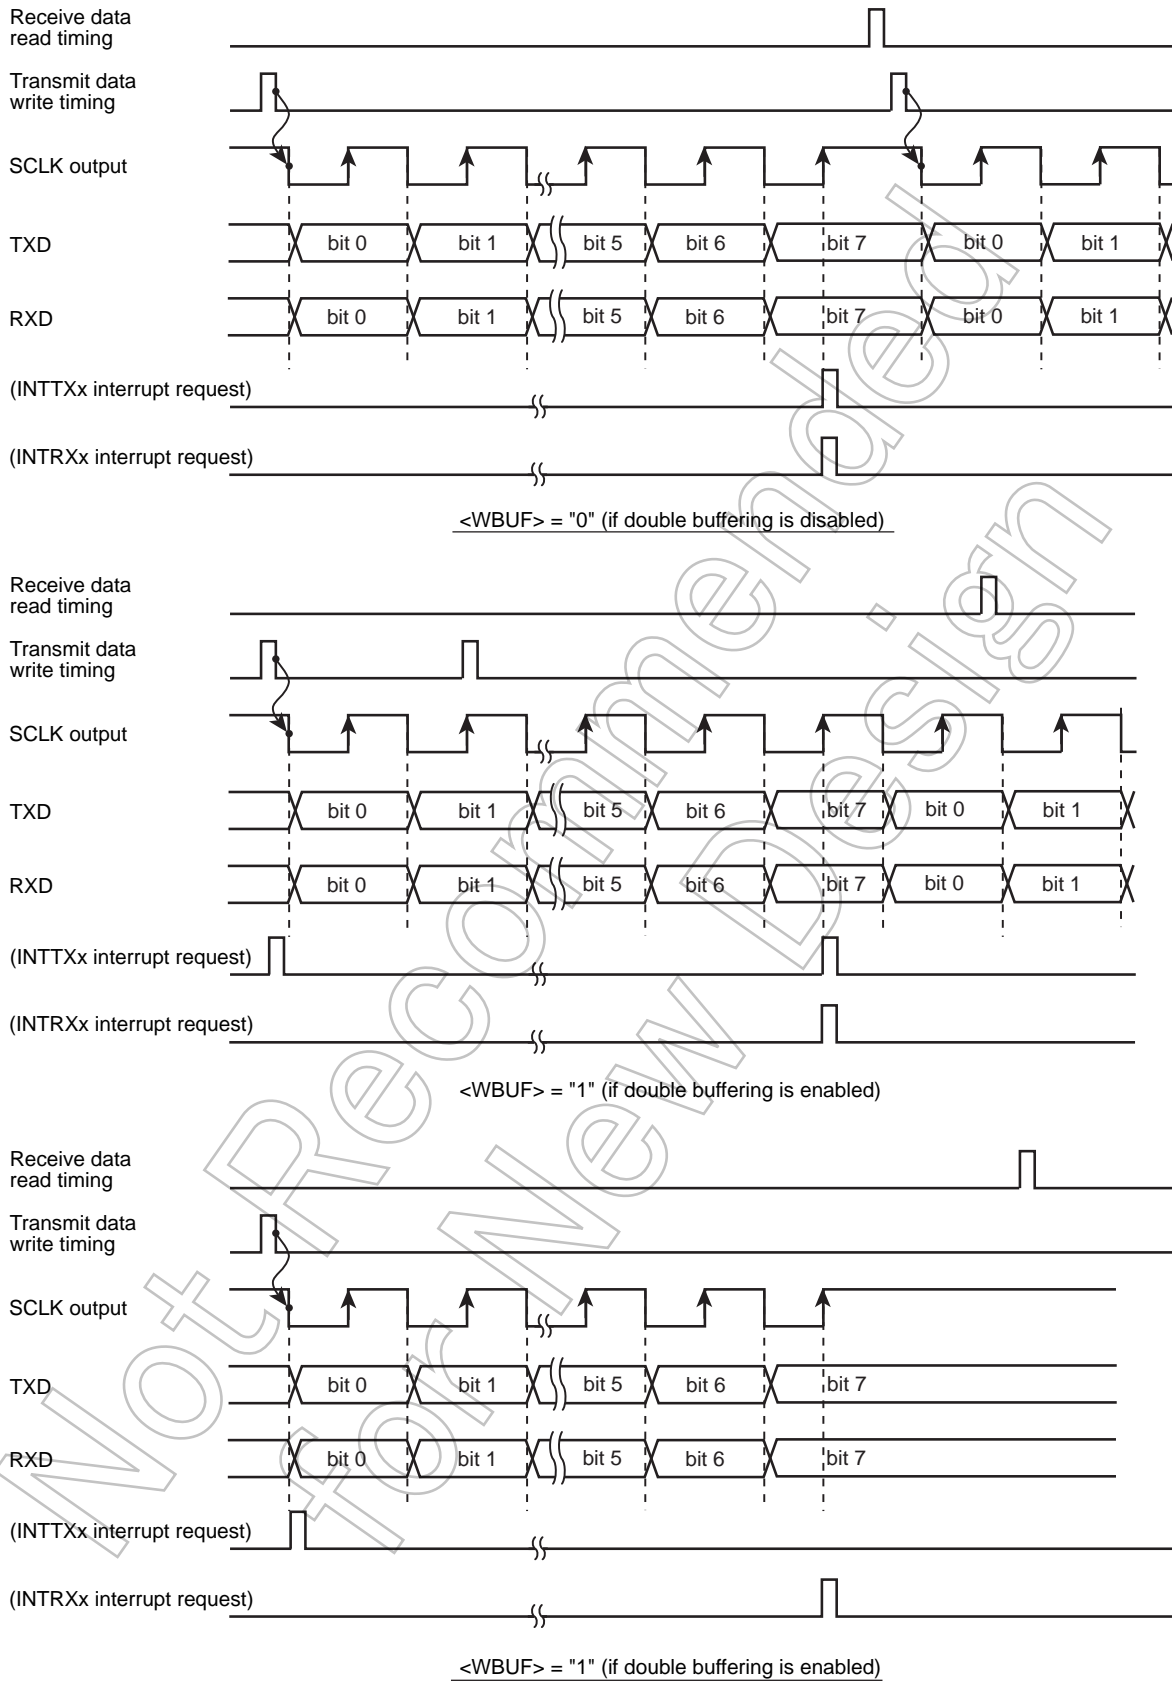 Receive data
read timing
Transmit data
write timing
SCLK output
TXD bit 0 bit 1 bit 5 bit 6 bit 7 bit 0 bit 1
RXD bit 0 bit 1 bit 5 bit 6 bit 7 bit 0 bit 1
(INTTXx interrupt request)
(INTRXx interrupt request)
<WBUF> = "0" (if double buffering is disabled)
Receive data
read timing
Transmit data
write timing
SCLK output
TXD bit 0 bit 1 bit 5 bit 6 bit 7 bit 0 bit 1
RXD bit 0 bit 1 bit 5 bit 6 bit 7 bit 0 bit 1
(INTTXx interrupt request)
(INTRXx interrupt request)
<WBUF> = "1" (if double buffering is enabled)
Receive data
read timing
Transmit data
write timing
SCLK output
TXD bit 0 bit 1 bit 5 bit 6 bit 7
RXD bit 0 bit 1 bit 5 bit 6 bit 7
(INTTXx interrupt request)
(INTRXx interrupt request)
<WBUF> = "1" (if double buffering is enabled)
Not Recommended
for New Design